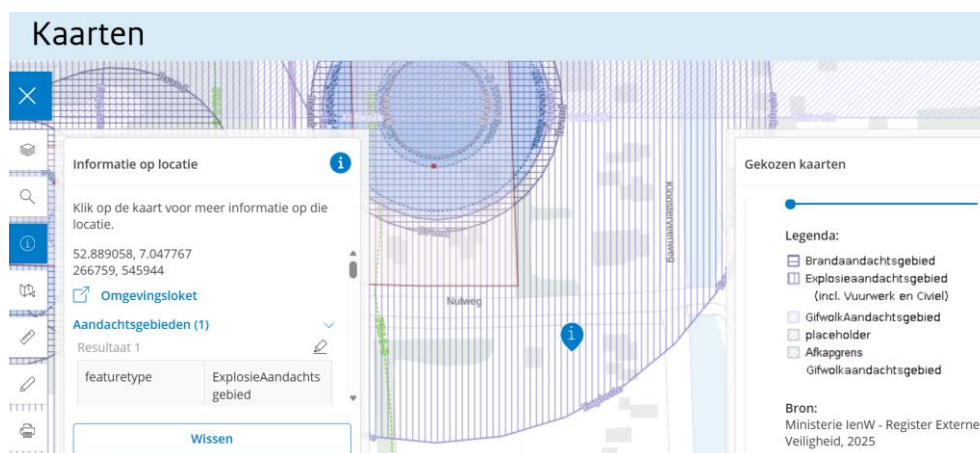 Kaarten
Informatie op locatie
Klik op de kaart voor meer informatie op die
locatie.
52.889058, 7.047767
266759, 545944
Omgevingsloket
Aandachtsgebieden (1)
Resultaat 1
featuretype
ExplosieAandachts
gebied
Wissen
Nulweg
Kloosterveenweg
Gekozen kaarten
Legenda:
Brandaandachtsgebied
Explosieaandachtsgebied
(incl. Vuurwerk en Civiel)
GifwolkAandachtsgebied
placeholder
Afkapgrens
Gifwolkaandachtsgebied
Bron:
Ministerie IenW - Register Externe
Veiligheid, 2025